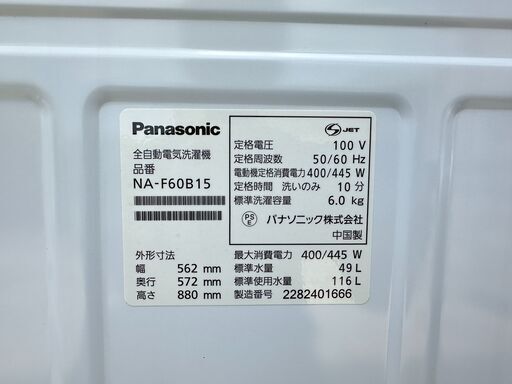 Panasonic
全自動電気洗濯機
品番
NA-F60B15
外形寸法
幅 562 mm
奥行 572 mm
高さ 880 mm
S JET
定格電圧 100 V
定格周波数 50/60 Hz
電動機定格消費電力 400/445 W
定格時間 洗いのみ 10 分
標準洗濯容量 6.0 kg
PS E パナソニック株式会社
中国製
最大消費電力 400/445 W
標準水量 49 L
標準使用水量 116 L
製造番号 2282401666